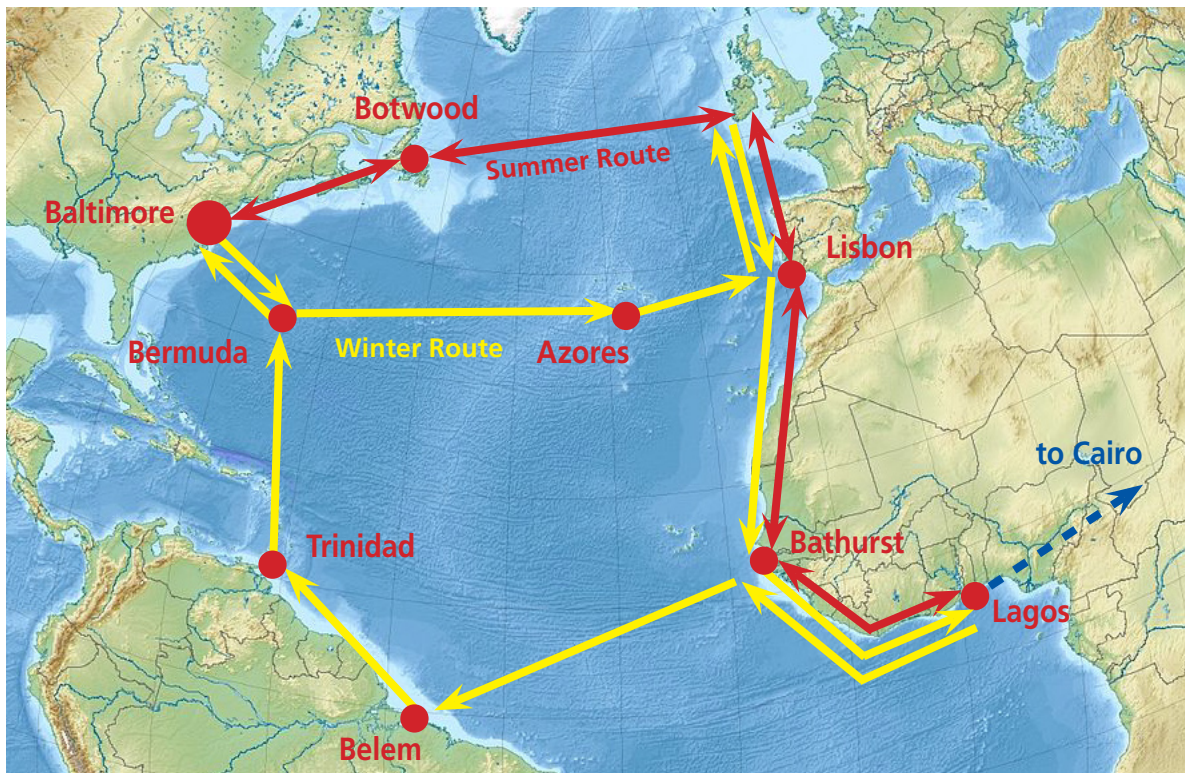 Botwood
Summer Route
Baltimore
Lisbon
Bermuda
Winter Route
Azores
to Cairo
Trinidad
Bathurst
Lagos
Belem